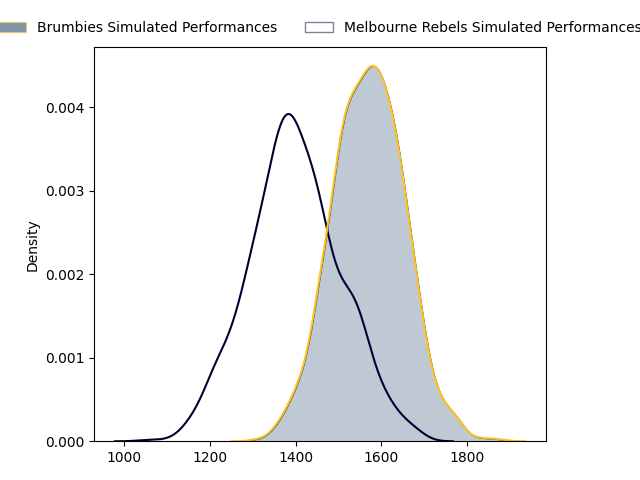 Brumbies Simulated Performances
Melbourne Rebels Simulated Performances
Density
0.004
0.003
0.002
0.001
0.000
1000 1200 1400 1600 1800